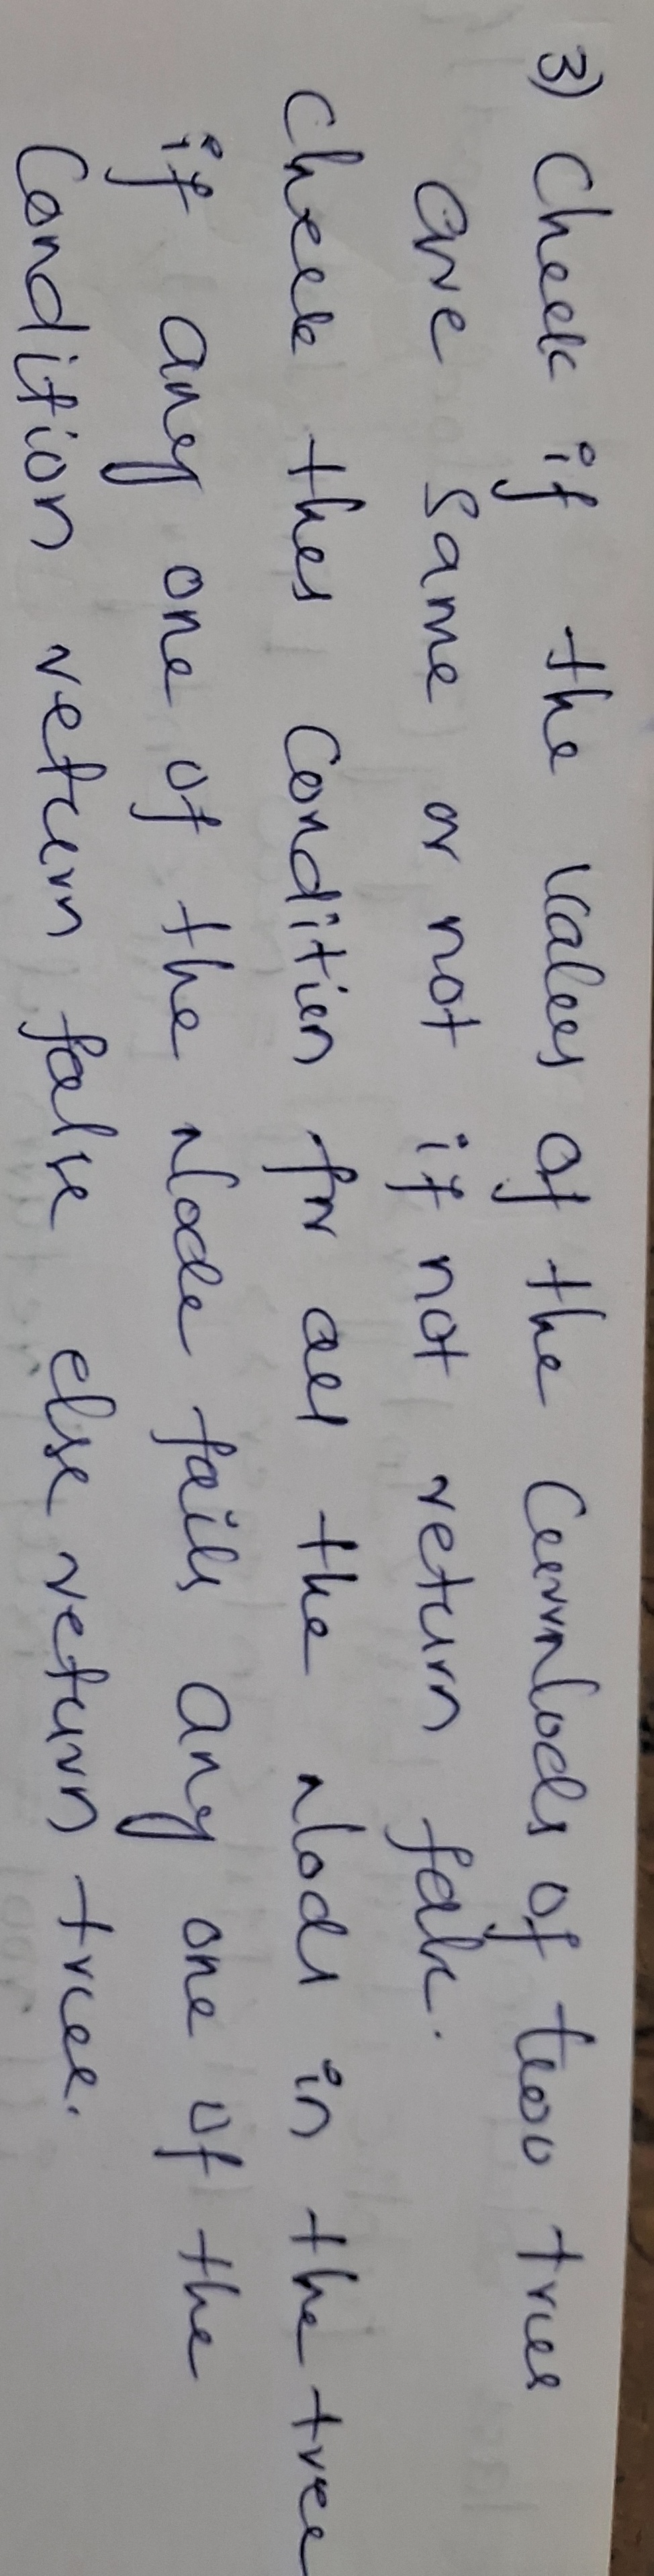 3) Check if the values of the CurrNodes of two trees
are same or not if not return false.
Check thes condition for all the Nodes in the tree
if any one of the Node fails any one of the
Condition return false else return true.